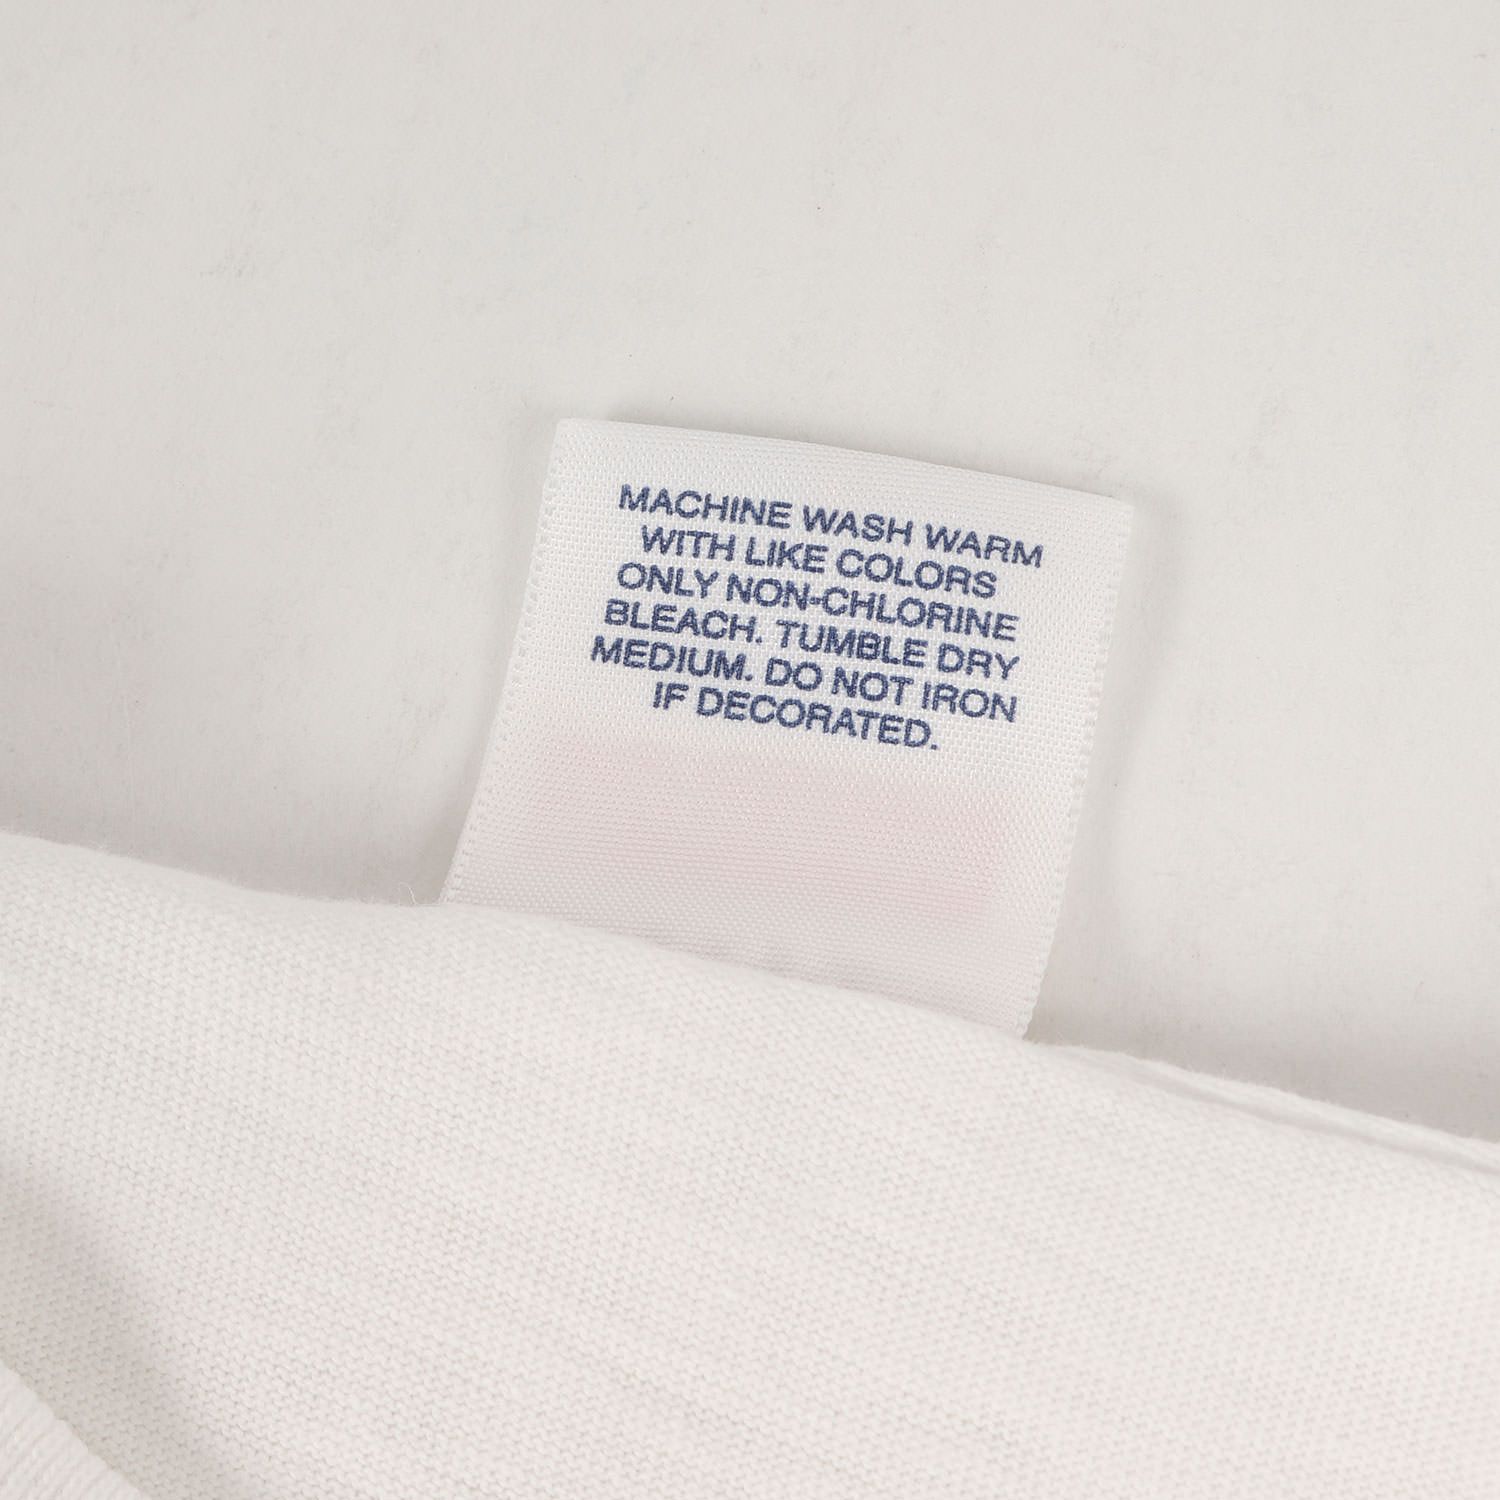 MACHINE WASH WARM
WITH LIKE COLORS
ONLY NON-CHLORINE
BLEACH. TUMBLE DRY
MEDIUM. DO NOT IRON
IF DECORATED.